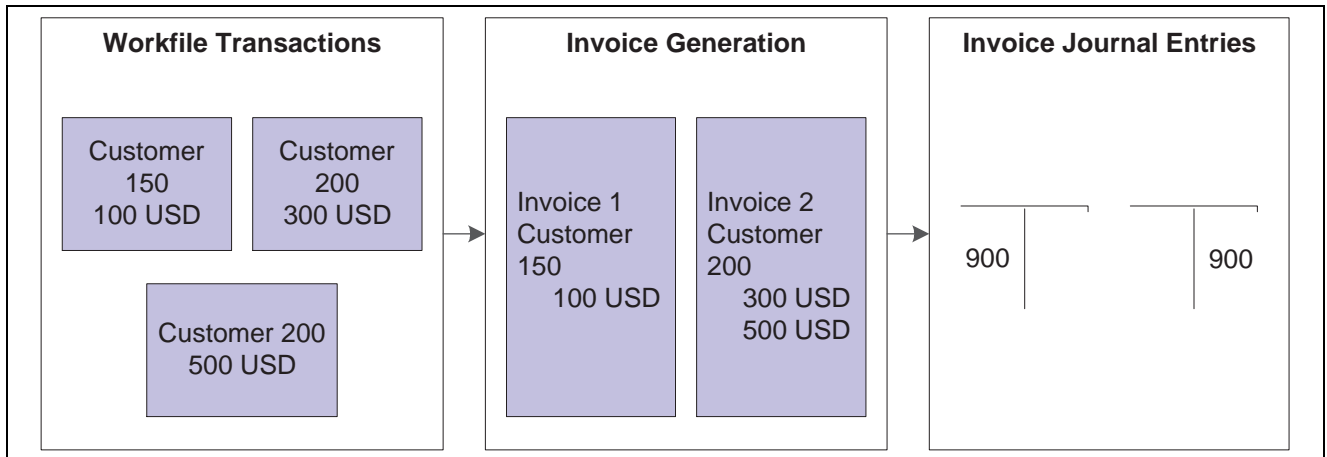 Workfile Transactions
Customer
150
100 USD
Customer
200
300 USD
Customer 200
500 USD
Invoice Generation
Invoice 1
Customer
150
100 USD
Invoice 2
Customer
200
300 USD
500 USD
Invoice Journal Entries
900
900